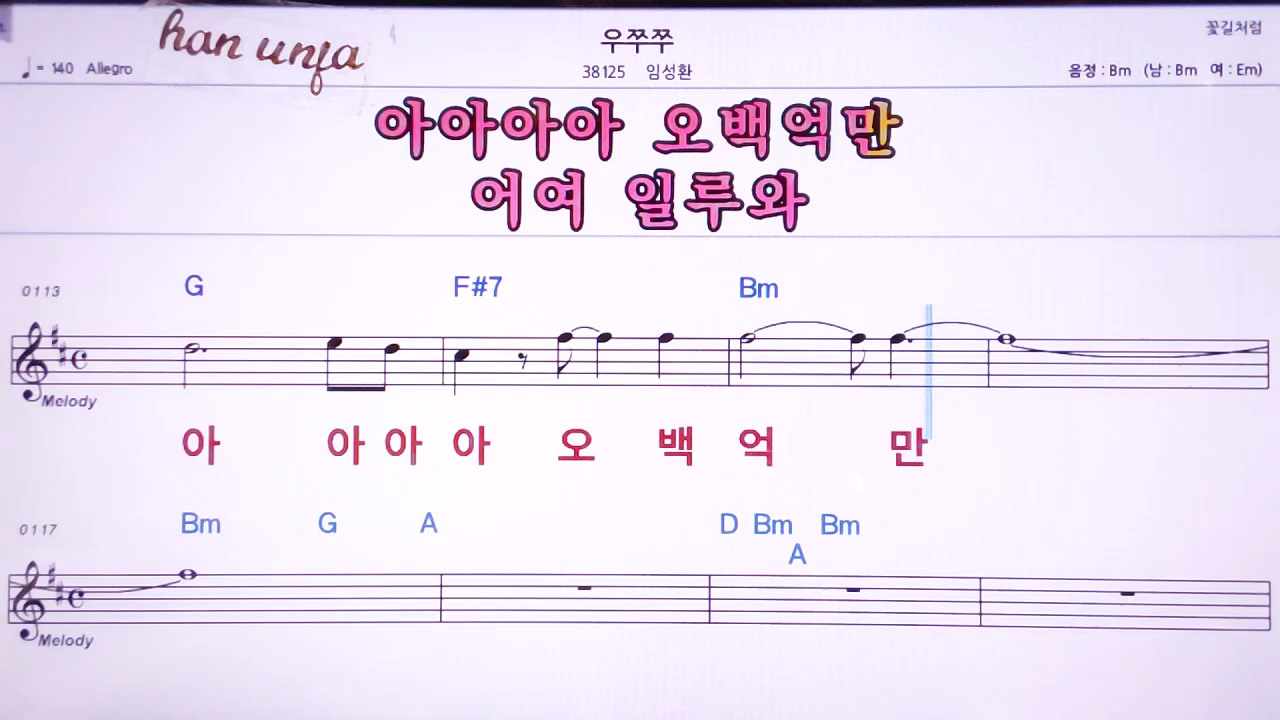 han unja
우쭈쭈
꽃길처럼
♩= 140 Allegro
38125 임성환
음정 : Bm (남 : Bm 여 : Em)
아아아아 오백억만
어여 일루와
0113
G F#7 Bm
Melody
아 아 아 아 오 백 억 만
0117
Bm G A D Bm Bm
A
Melody